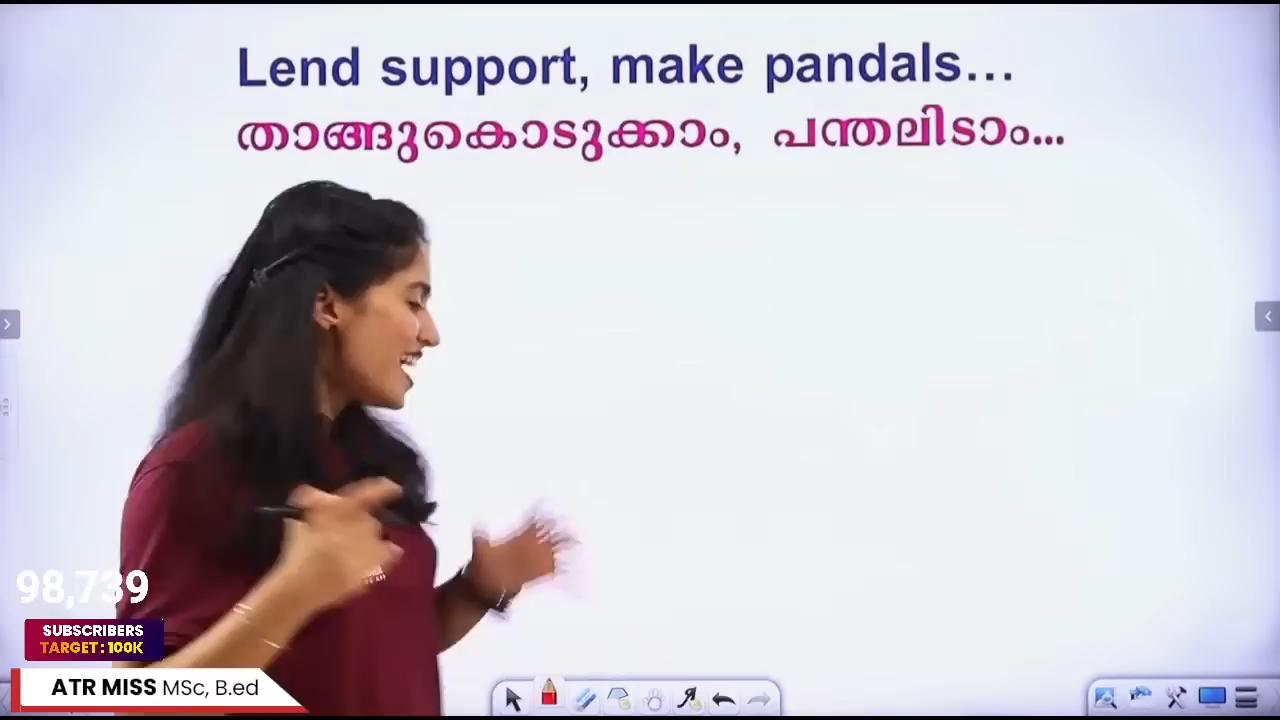 Lend support, make pandals...
താങ്ങുകൊടുക്കാം, പന്തലിടാം...
98,739
SUBSCRIBERS
TARGET : 100K
ATR MISS MSc, B.ed